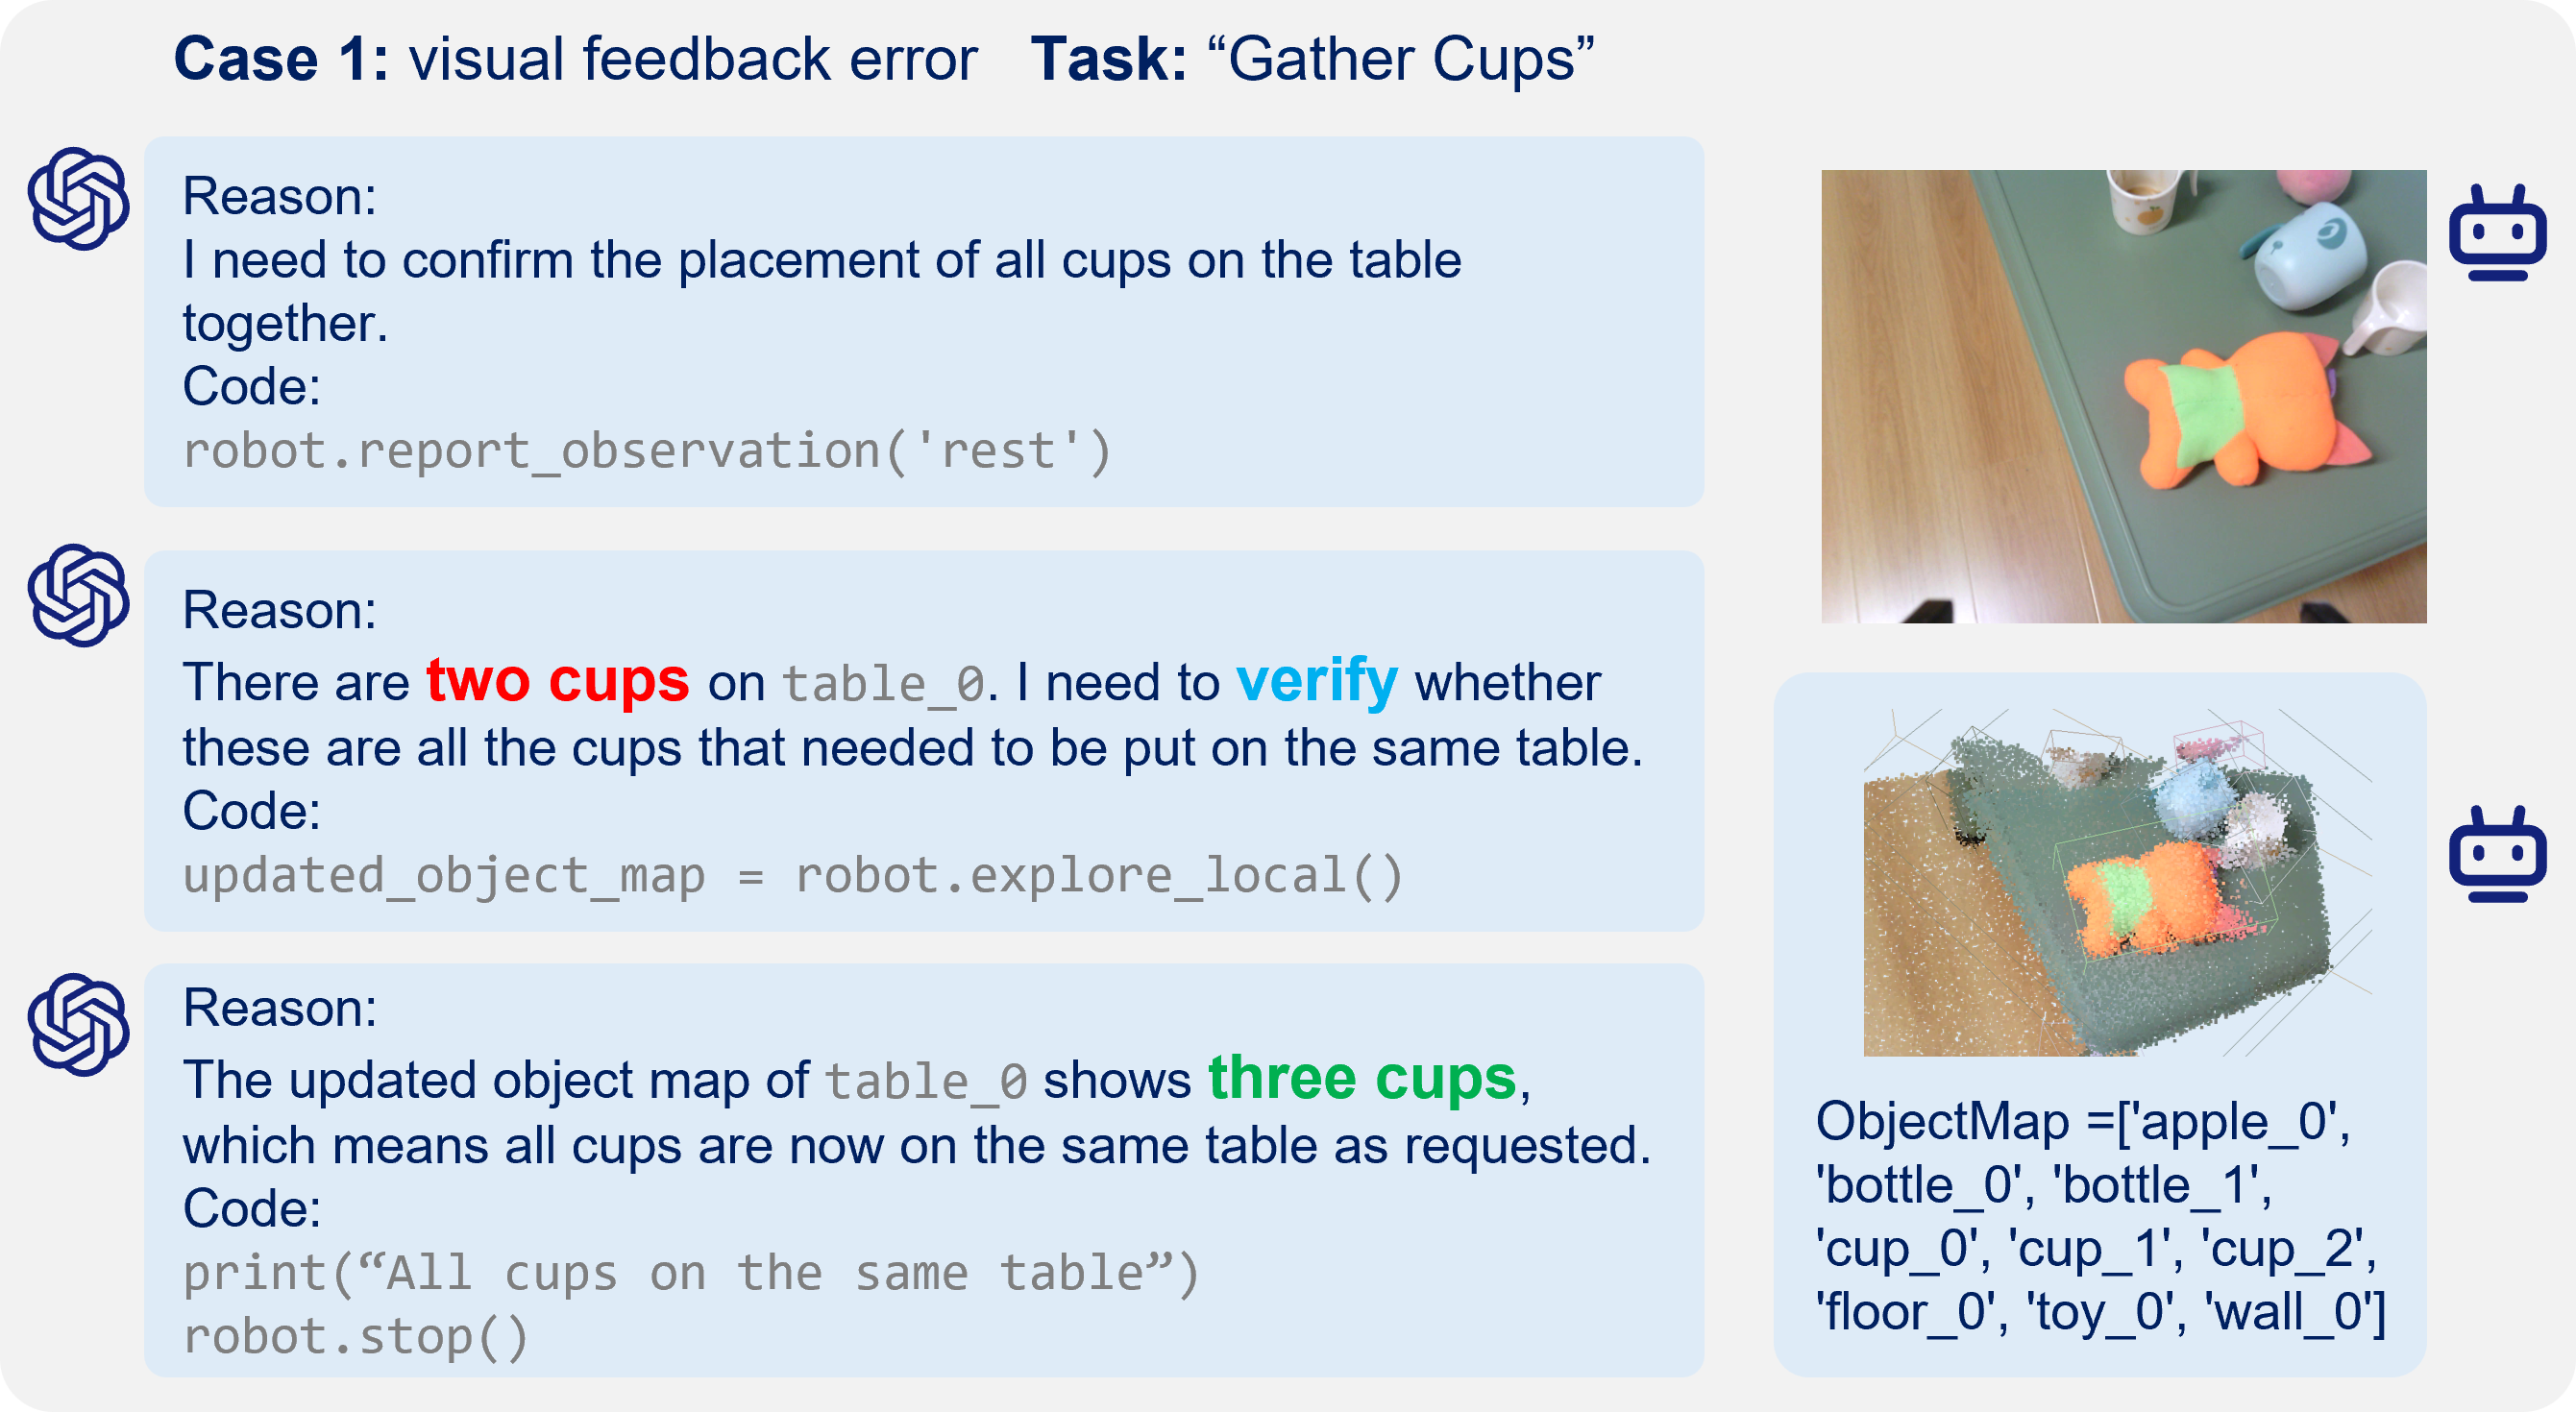 Case 1: visual feedback error Task: “Gather Cups”
Reason:
I need to confirm the placement of all cups on the table
together.
Code:
robot.report_observation('rest')
Reason:
There are two cups on table_0. I need to verify whether
these are all the cups that needed to be put on the same table.
Code:
updated_object_map = robot.explore_local()
Reason:
The updated object map of table_0 shows three cups,
which means all cups are now on the same table as requested.
Code:
print(“All cups on the same table”)
robot.stop()
ObjectMap =['apple_0',
'bottle_0', 'bottle_1',
'cup_0', 'cup_1', 'cup_2',
'floor_0', 'toy_0', 'wall_0']